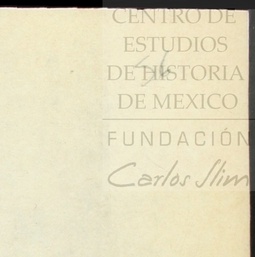 CENTRO DE
ESTUDIOS
DE HISTORIA
DE MEXICO
FUNDACIÓN
Carlos Slim